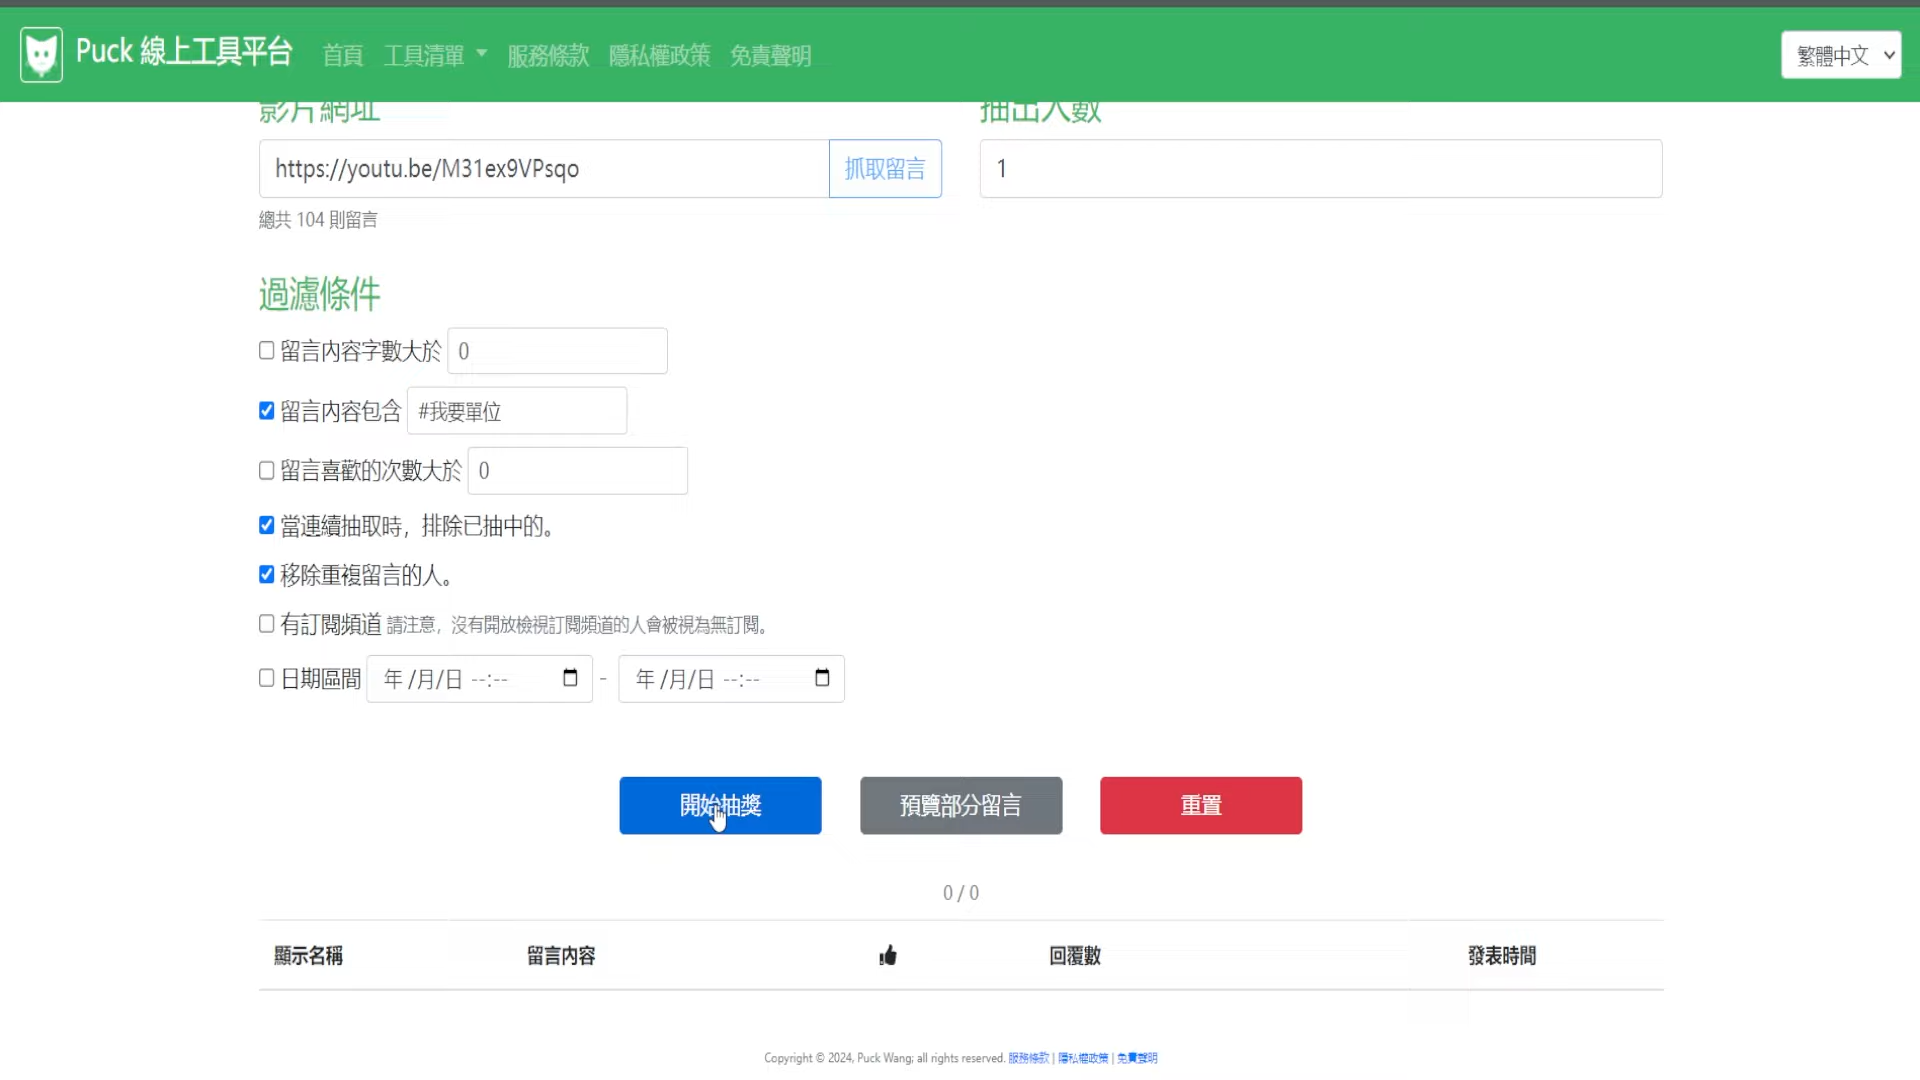 Puck 線上工具平台 首頁 工具清單 服務條款 隱私權政策 免責聲明 繁體中文
影片網址 抽出人數
https://youtu.be/M31ex9VPsqo 抓取留言 1
總共 104 則留言
過濾條件
留言內容字數大於 0
留言內容包含 #我要單位
留言喜歡的次數大於 0
當連續抽取時，排除已抽中的。
移除重複留言的人。
有訂閱頻道 請注意，沒有開放檢視訂閱頻道的人會被視為無訂閱。
日期區間 年 /月/日 --:-- - 年 /月/日 --:--
開始抽獎 預覽部分留言 重置
0 / 0
顯示名稱 留言內容 回覆數 發表時間
Copyright © 2024, Puck Wang; all rights reserved. 服務條款 | 隱私權政策 | 免責聲明